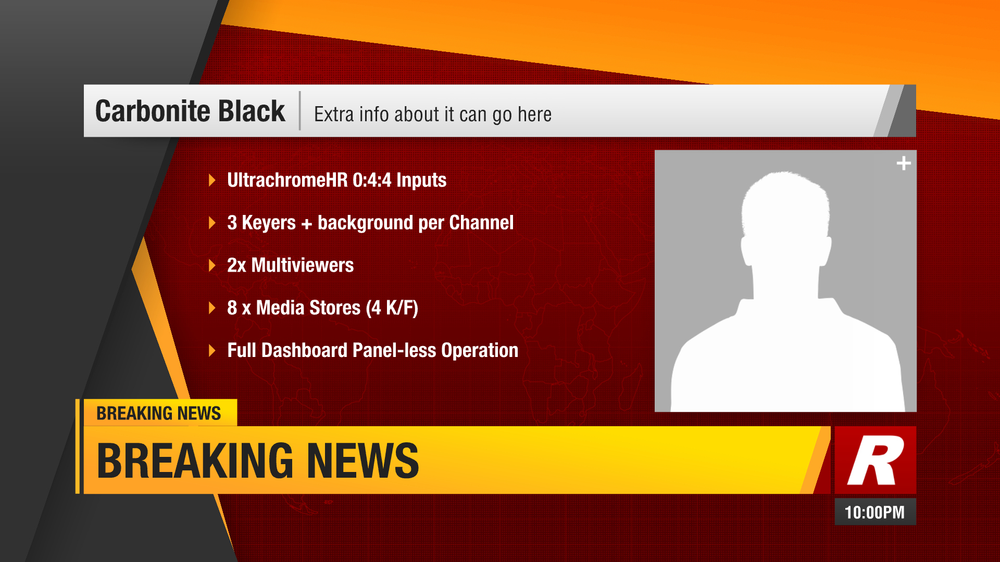 Carbonite Black
Extra info about it can go here
UltrachromeHR 0:4:4 Inputs
3 Keyers + background per Channel
2x Multiviewers
8 x Media Stores (4 K/F)
Full Dashboard Panel-less Operation
BREAKING NEWS
BREAKING NEWS
R
10:00PM